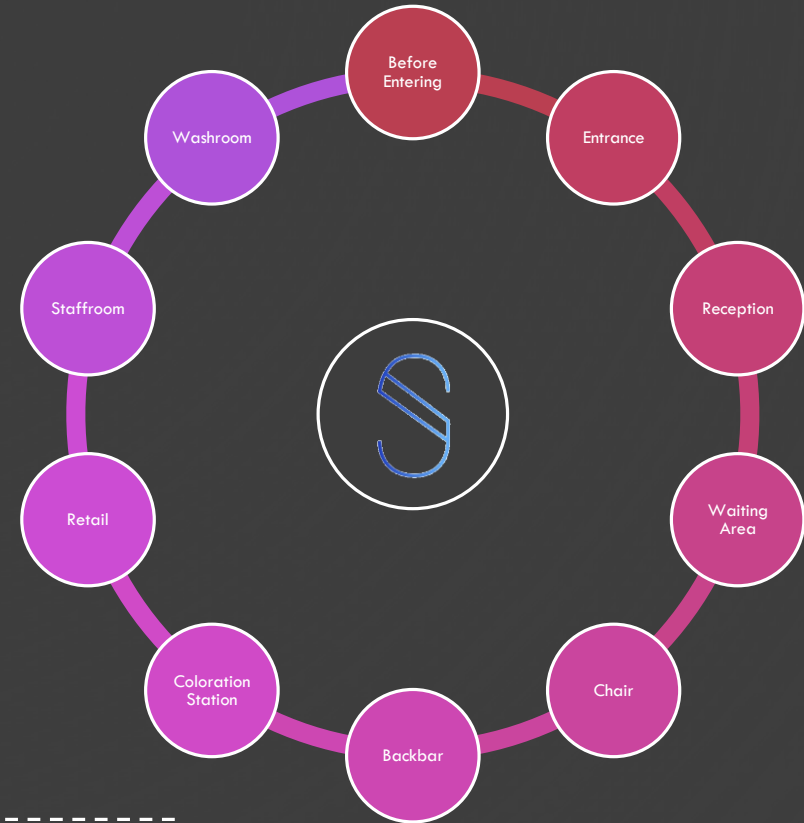 Before
Entering
Entrance
Reception
Waiting
Area
Chair
Backbar
Coloration
Station
Retail
Staffroom
Washroom
S